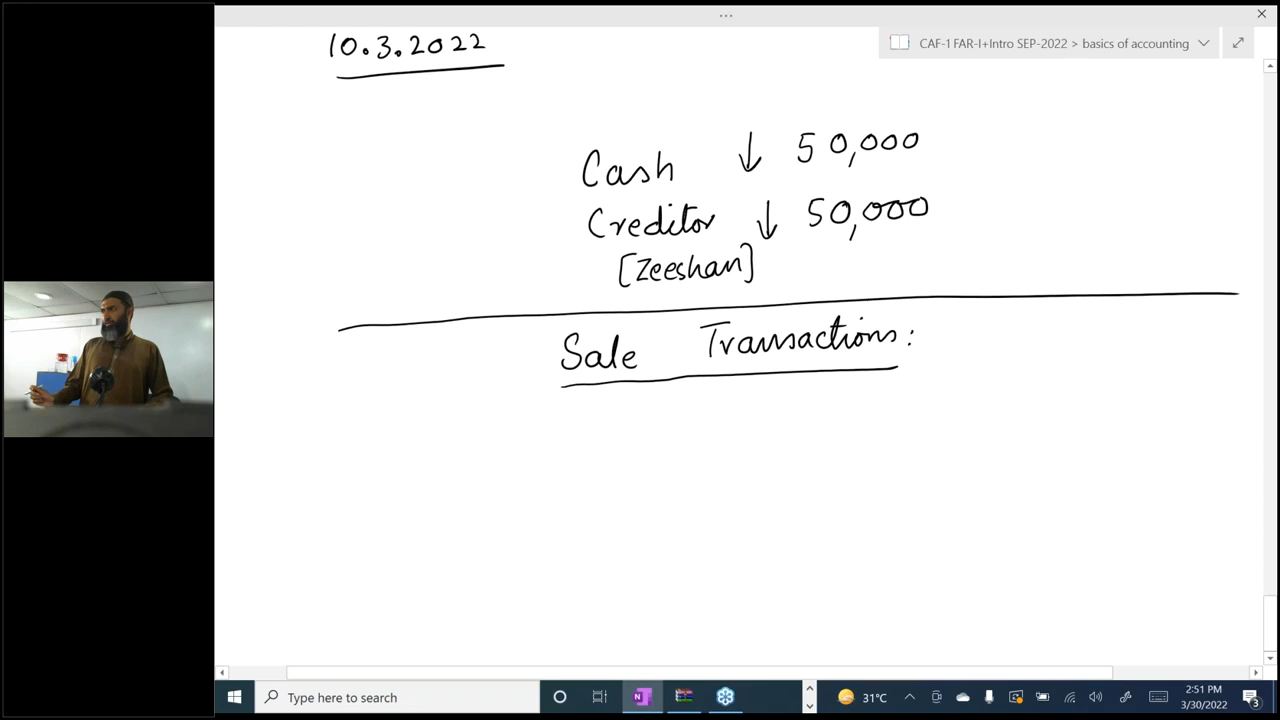 10.3.2022
CAF-1 FAR-I+Intro SEP-2022 > basics of accounting
Cash ↓ 50,000
Creditor ↓ 50,000
[Zeeshan]
Sale Transactions:
Type here to search
31°C
2:51 PM
3/30/2022
3